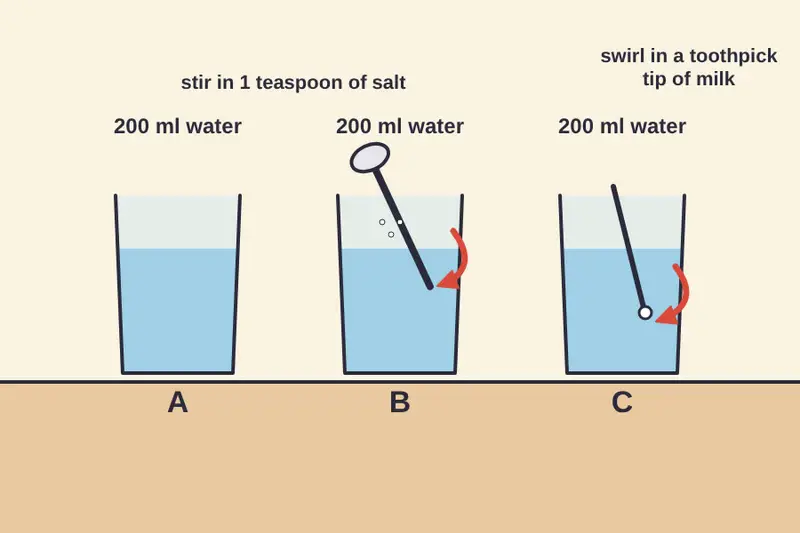 swirl in a toothpick
tip of milk
stir in 1 teaspoon of salt
200 ml water
200 ml water
200 ml water
A
B
C